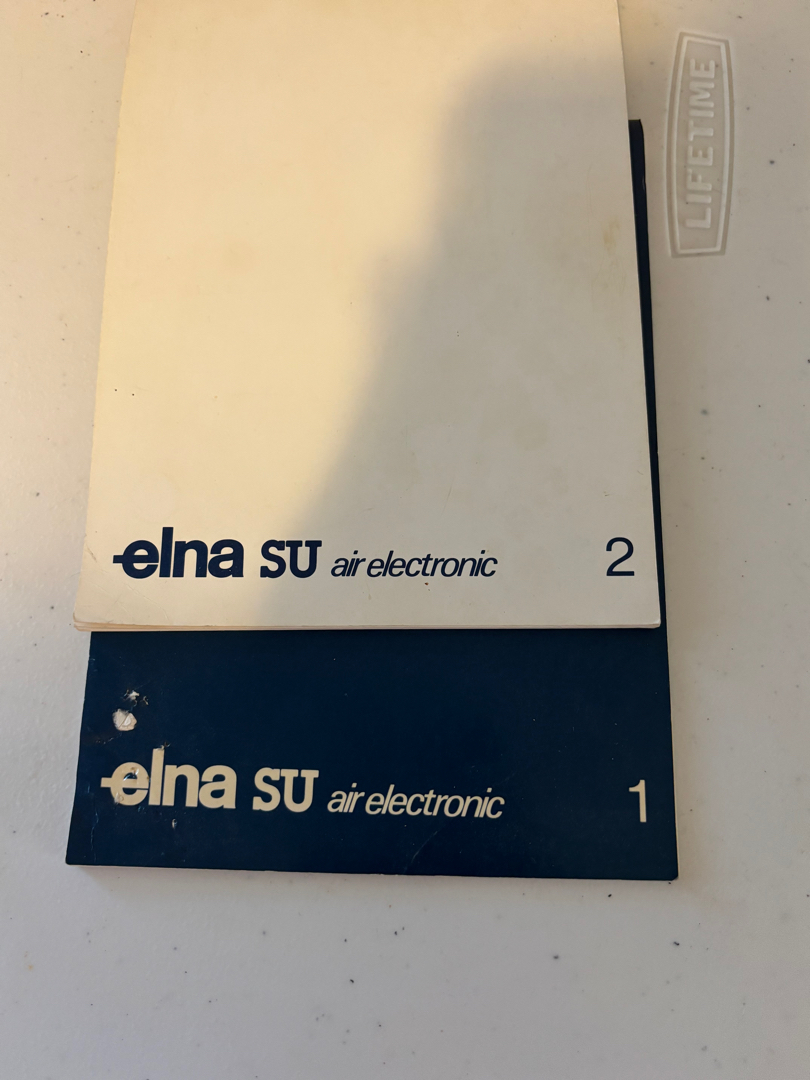 LIFETIME
elna SU air electronic 2
elna SU air electronic 1